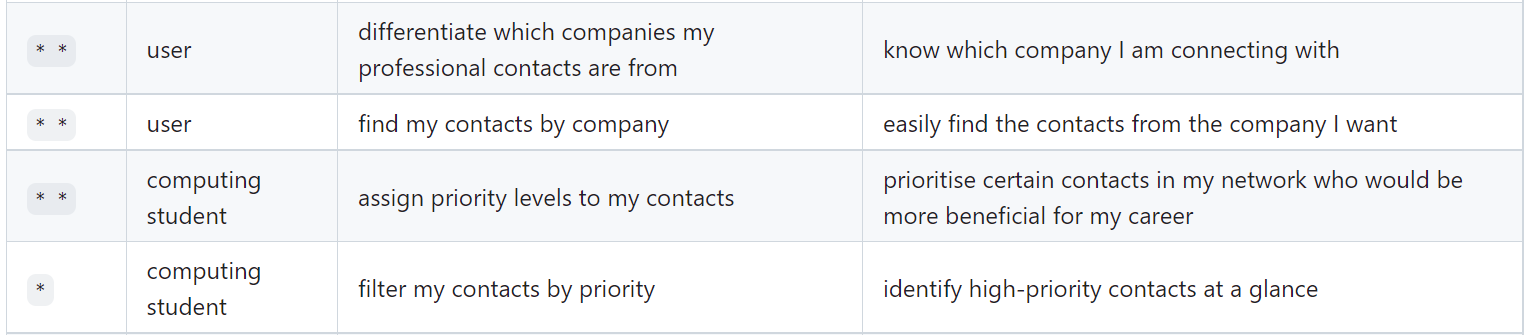 * * user differentiate which companies my professional contacts are from know which company I am connecting with
* * user find my contacts by company easily find the contacts from the company I want
* * computing student assign priority levels to my contacts prioritise certain contacts in my network who would be more beneficial for my career
* computing student filter my contacts by priority identify high-priority contacts at a glance